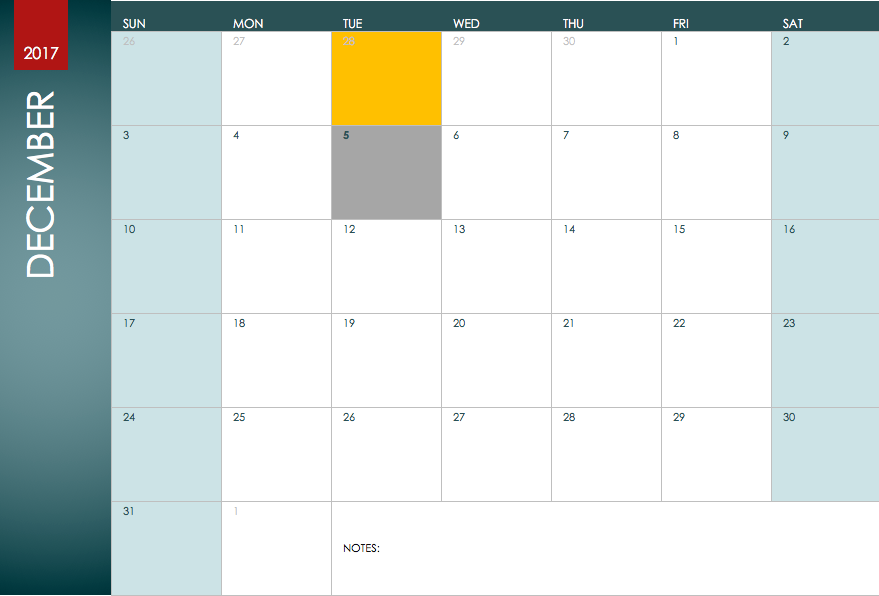 2017
DECEMBER
SUN MON TUE WED THU FRI SAT
26 27 28 29 30 1 2
3 4 5 6 7 8 9
10 11 12 13 14 15 16
17 18 19 20 21 22 23
24 25 26 27 28 29 30
31 1
NOTES: